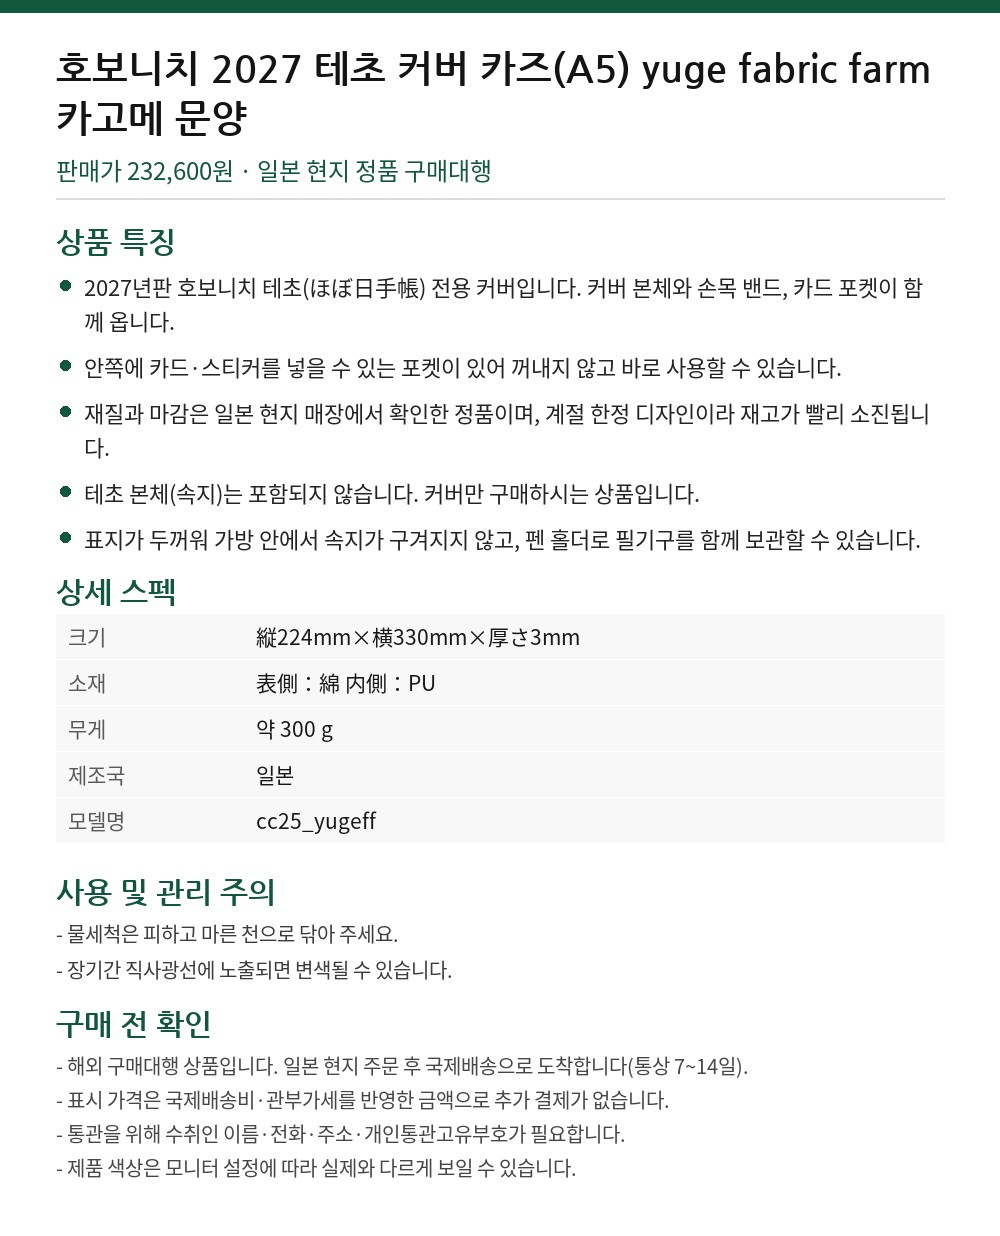 호보니치 2027 테초 커버 카즈(A5) yuge fabric farm
카고메 문양
판매가 232,600원 · 일본 현지 정품 구매대행
상품 특징
● 2027년판 호보니치 테초(ほぼ日手帳) 전용 커버입니다. 커버 본체와 손목 밴드, 카드 포켓이 함
께 옵니다.
● 안쪽에 카드·스티커를 넣을 수 있는 포켓이 있어 꺼내지 않고 바로 사용할 수 있습니다.
● 재질과 마감은 일본 현지 매장에서 확인한 정품이며, 계절 한정 디자인이라 재고가 빨리 소진됩니
다.
● 테초 본체(속지)는 포함되지 않습니다. 커버만 구매하시는 상품입니다.
● 표지가 두꺼워 가방 안에서 속지가 구겨지지 않고, 펜 홀더로 필기구를 함께 보관할 수 있습니다.
상세 스펙
크기 縦224mm×横330mm×厚さ3mm
소재 表側：綿 内側：PU
무게 약 300 g
제조국 일본
모델명 cc25_yugeff
사용 및 관리 주의
- 물세척은 피하고 마른 천으로 닦아 주세요.
- 장기간 직사광선에 노출되면 변색될 수 있습니다.
구매 전 확인
- 해외 구매대행 상품입니다. 일본 현지 주문 후 국제배송으로 도착합니다(통상 7~14일).
- 표시 가격은 국제배송비·관부가세를 반영한 금액으로 추가 결제가 없습니다.
- 통관을 위해 수취인 이름·전화·주소·개인통관고유부호가 필요합니다.
- 제품 색상은 모니터 설정에 따라 실제와 다르게 보일 수 있습니다.